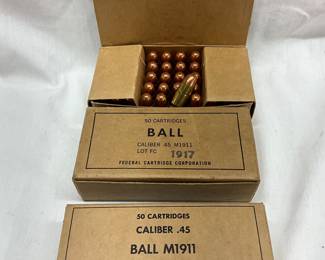 50 CARTRIDGES
BALL
CALIBER .45 M1911
LOT FC 1917
FEDERAL CARTRIDGE CORPORATION
50 CARTRIDGES
CALIBER .45
BALL M1911